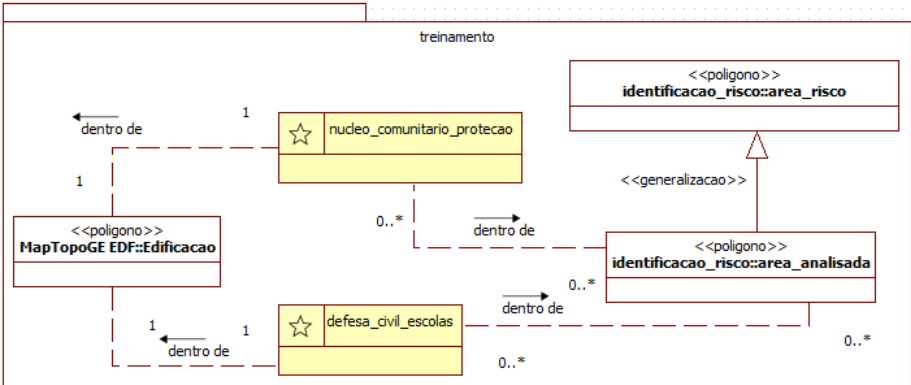 treinamento
<<poligono>>
identificacao_risco::area_risco
1
dentro de
nucleo_comunitario_protecao
<<generalizacao>>
1
0..*
dentro de
<<poligono>>
MapTopoGE EDF::Edificacao
<<poligono>>
identificacao_risco::area_analisada
0..*
dentro de
defesa_civil_escolas
1
1
dentro de
0..*
0..*